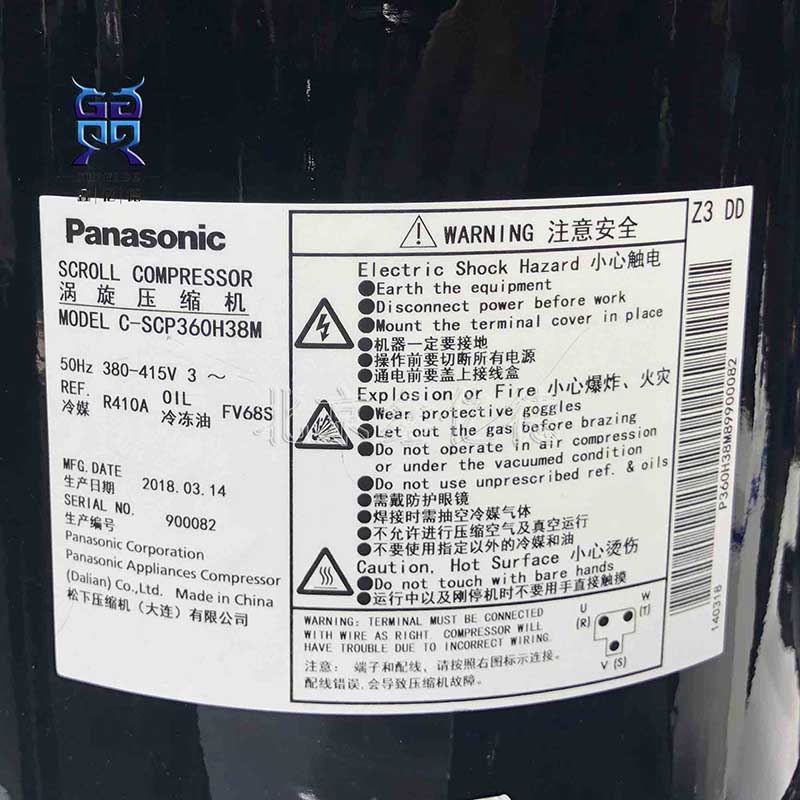 Panasonic
SCROLL COMPRESSOR
涡旋压缩机
MODEL C-SCP360H38M
50Hz 380-415V 3 ～
REF. OIL
冷媒 R410A 冷冻油 FV68S
MFG.DATE
生产日期 2018.03.14
SERIAL NO.
生产编号 900082
Panasonic Corporation
Panasonic Appliances Compressor
(Dalian) Co.,Ltd. Made in China
松下压缩机（大连）有限公司
WARNING 注意安全
Electric Shock Hazard 小心触电
●Earth the equipment
●Disconnect power before work
●Mount the terminal cover in place
●机器一定要接地
●操作前要切断所有电源
●通电前要盖上接线盒
Explosion or Fire 小心爆炸、火灾
●Wear protective goggles
●Let out the gas before brazing
●Do not operate in air compression
or under the vacuumed condition
●Do not use unprescribed ref. & oils
●需戴防护眼镜
●焊接时需抽空冷媒气体
●不允许进行压缩空气及真空运行
●不要使用指定以外的冷媒和油
Caution, Hot Surface 小心烫伤
●Do not touch with bare hands
●运行中以及刚停机时不要用手直接触摸
WARNING: TERMINAL MUST BE CONNECTED
WITH WIRE AS RIGHT. COMPRESSOR WILL
HAVE TROUBLE DUE TO INCORRECT WIRING.
注意： 端子和配线、请按照右图标示连接。
配线错误,会导致压缩机故障。
U
(R)
W
(T)
V (S)
Z3 DD
P360H38M89900082
140318